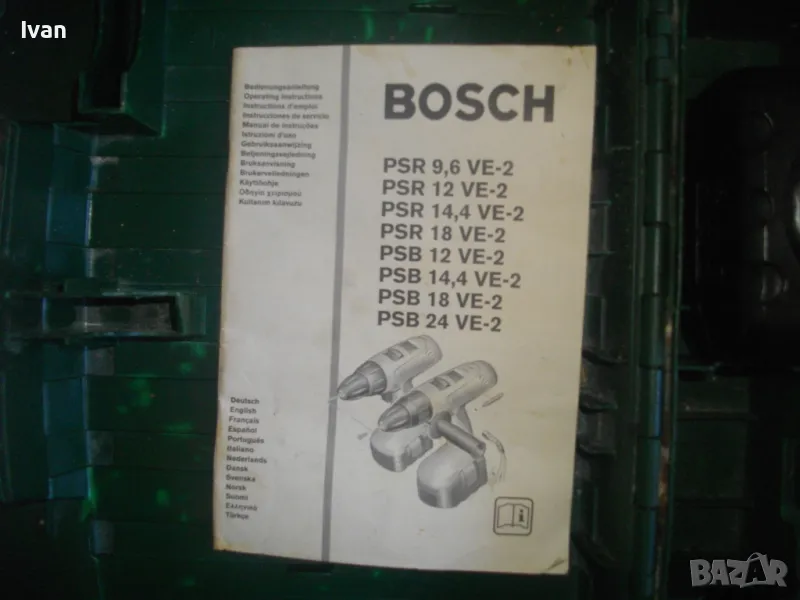 Ivan
Bedienungsanleitung
Operating instructions
Instructions d'emploi
Instrucciones de servicio
Manual de instruções
Istruzioni d'uso
Gebruiksaanwijzing
Betjeningsvejledning
Bruksanvisning
Brukerveiledningen
Käyttöohje
Οδηγία χειρισμού
Kullanım kılavuzu
BOSCH
PSR 9,6 VE-2
PSR 12 VE-2
PSR 14,4 VE-2
PSR 18 VE-2
PSB 12 VE-2
PSB 14,4 VE-2
PSB 18 VE-2
PSB 24 VE-2
Deutsch
English
Français
Español
Português
Italiano
Nederlands
Dansk
Svenska
Norsk
Suomi
Ελληνικά
Türkçe
BAZAR